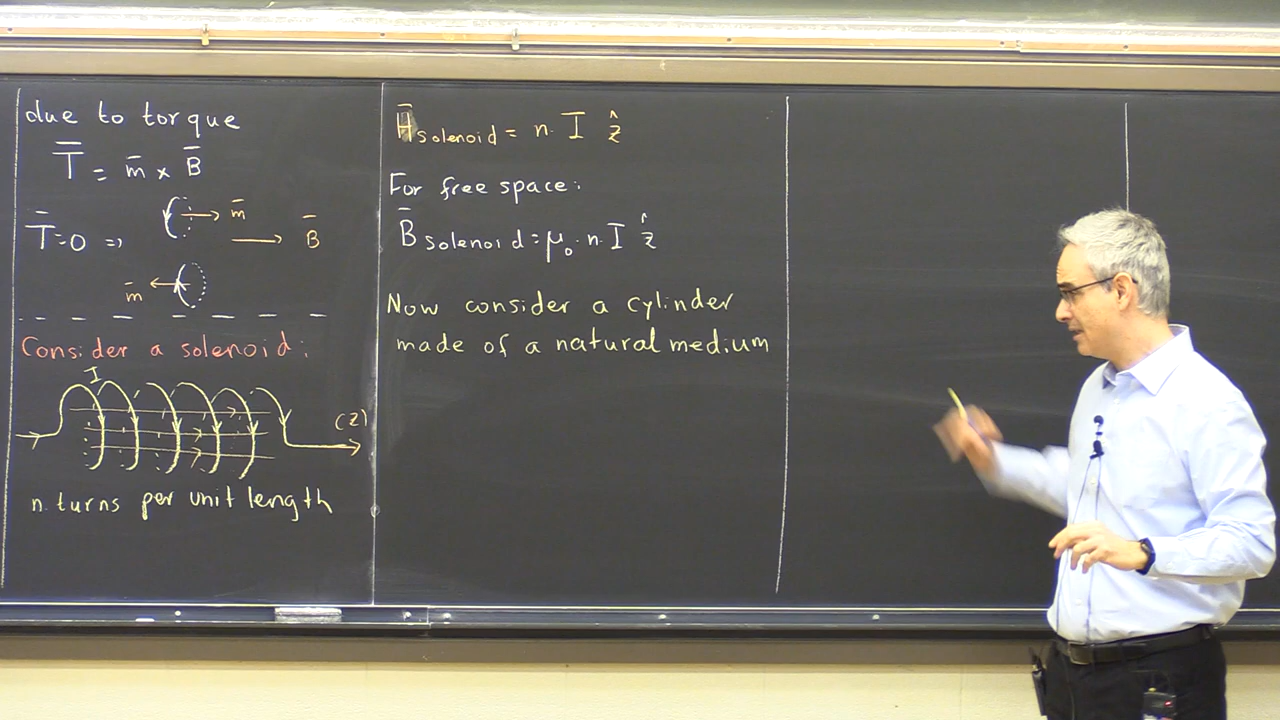 due to torque
T̄ = m̄ × B̄
T̄=0 ⇒ m̄
B̄
m̄
Consider a solenoid:
I
(z)
n turns per unit length
H̄ solenoid = n · I ẑ
For free space:
B̄ solenoid = μ₀ · n · I ẑ
Now consider a cylinder
made of a natural medium